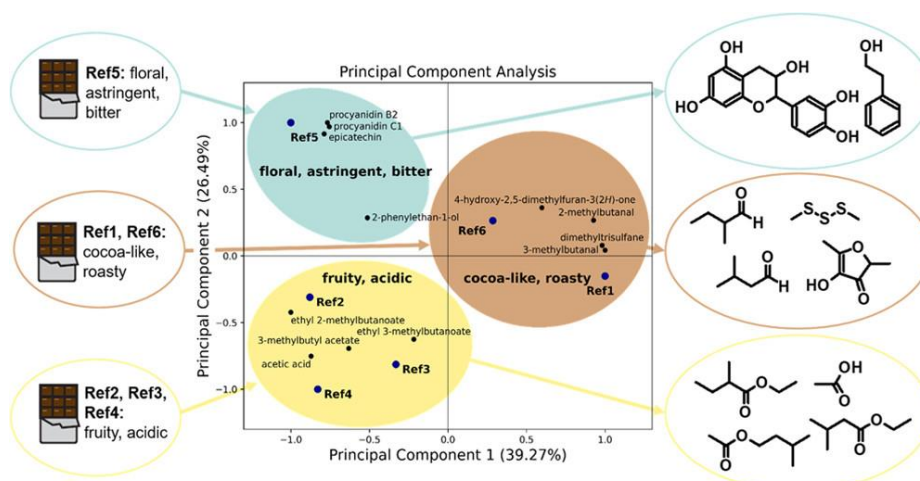 Ref5: floral,
astringent,
bitter
Ref1, Ref6:
cocoa-like,
roasty
Ref2, Ref3,
Ref4:
fruity, acidic
Principal Component Analysis
Principal Component 2 (26.49%)
1.0
0.5
0.0
−0.5
−1.0
procyanidin B2
procyanidin C1
Ref5
epicatechin
floral, astringent, bitter
2-phenylethan-1-ol
4-hydroxy-2,5-dimethylfuran-3(2H)-one
2-methylbutanal
Ref6
dimethyltrisulfane
3-methylbutanal
cocoa-like, roasty
Ref1
fruity, acidic
Ref2
ethyl 2-methylbutanoate
ethyl 3-methylbutanoate
3-methylbutyl acetate
acetic acid
Ref3
Ref4
−1.0
−0.5
0.0
0.5
1.0
Principal Component 1 (39.27%)
OH
OH
HO
O
OH
OH
HO
O
H
S
S
S
O
H
O
HO
O
O
O
OH
O
O
O
O
O